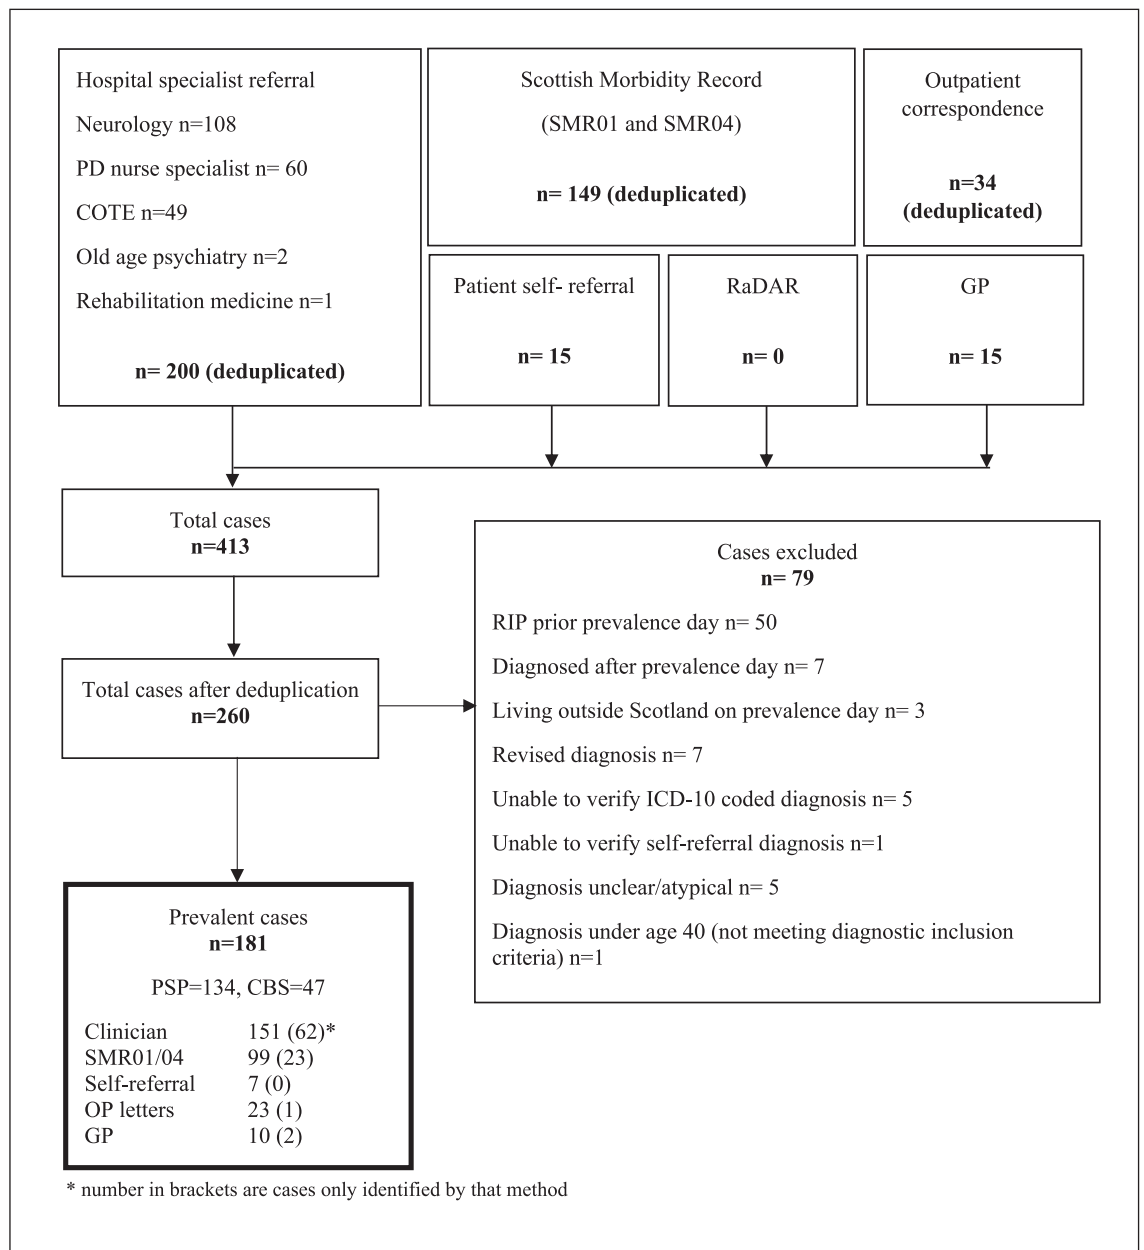 Hospital specialist referral
Neurology n=108
PD nurse specialist n= 60
COTE n=49
Old age psychiatry n=2
Rehabilitation medicine n=1
n= 200 (deduplicated)
Scottish Morbidity Record
(SMR01 and SMR04)
n= 149 (deduplicated)
Outpatient
correspondence
n=34
(deduplicated)
Patient self- referral
n= 15
RaDAR
n= 0
GP
n= 15
Total cases
n=413
Total cases after deduplication
n=260
Cases excluded
n= 79
RIP prior prevalence day n= 50
Diagnosed after prevalence day n= 7
Living outside Scotland on prevalence day n= 3
Revised diagnosis n= 7
Unable to verify ICD-10 coded diagnosis n= 5
Unable to verify self-referral diagnosis n=1
Diagnosis unclear/atypical n= 5
Diagnosis under age 40 (not meeting diagnostic inclusion
criteria) n=1
Prevalent cases
n=181
PSP=134, CBS=47
Clinician 151 (62)*
SMR01/04 99 (23)
Self-referral 7 (0)
OP letters 23 (1)
GP 10 (2)
* number in brackets are cases only identified by that method